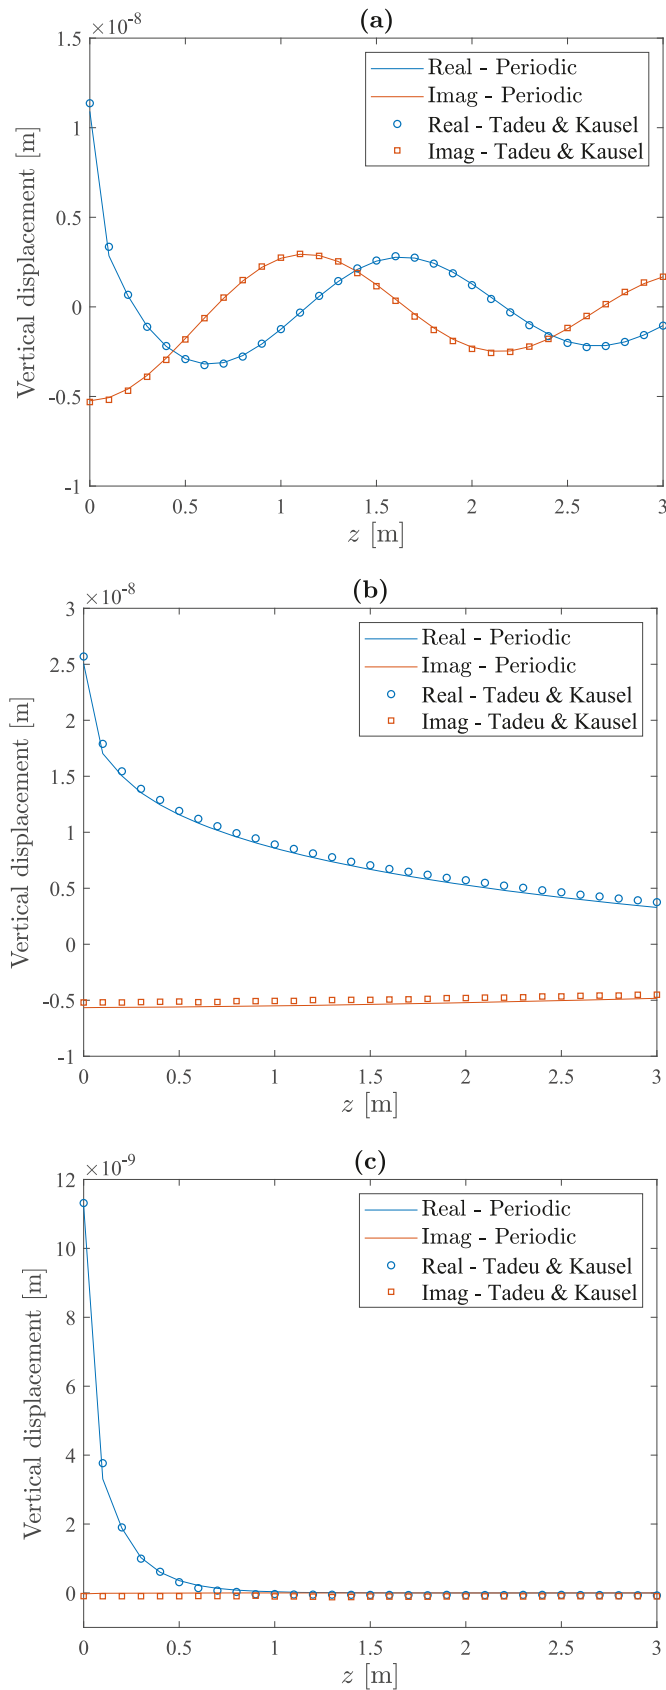 (a)
×10⁻⁸
1.5
1
0.5
0
-0.5
-1
Vertical displacement [m]
Real - Periodic
Imag - Periodic
Real - Tadeu & Kausel
Imag - Tadeu & Kausel
0 0.5 1 1.5 2 2.5 3
z [m]
(b)
×10⁻⁸
3
2.5
2
1.5
1
0.5
0
-0.5
-1
Vertical displacement [m]
Real - Periodic
Imag - Periodic
Real - Tadeu & Kausel
Imag - Tadeu & Kausel
0 0.5 1 1.5 2 2.5 3
z [m]
(c)
×10⁻⁹
12
10
8
6
4
2
0
Vertical displacement [m]
Real - Periodic
Imag - Periodic
Real - Tadeu & Kausel
Imag - Tadeu & Kausel
0 0.5 1 1.5 2 2.5 3
z [m]